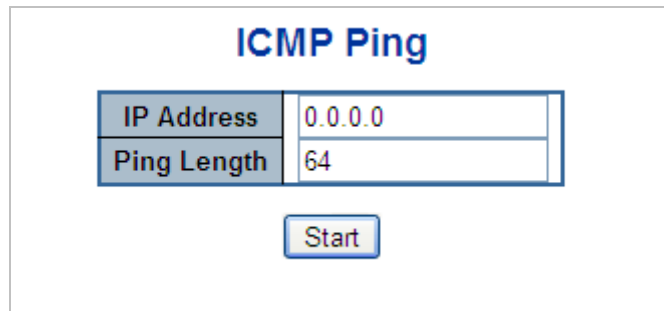 ICMP Ping
IP Address 0.0.0.0
Ping Length 64
Start